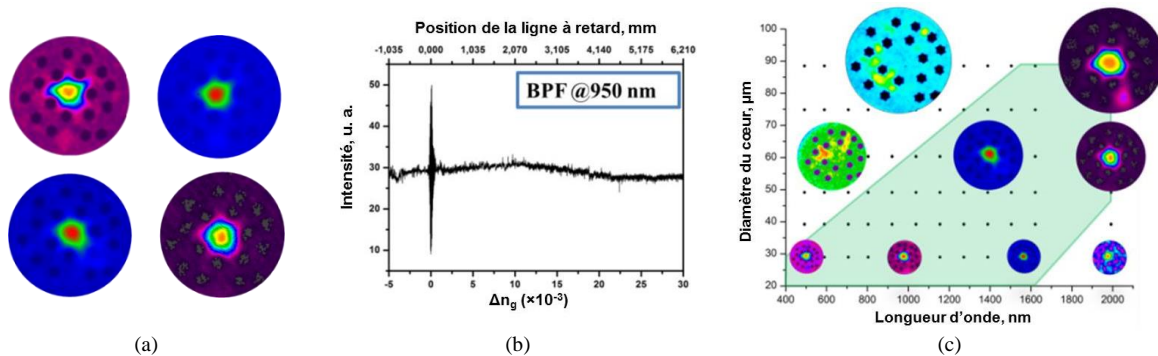 Position de la ligne à retard, mm
-1,035 0,000 1,035 2,070 3,105 4,140 5,175 6,210
BPF @950 nm
Intensité, u. a.
50
40
30
20
10
-5 0 5 10 15 20 25 30
Δng (×10-3)
Diamètre du cœur, µm
100
90
80
70
60
50
40
30
20
400 600 800 1000 1200 1400 1600 1800 2000
Longueur d'onde, nm
(a) (b) (c)